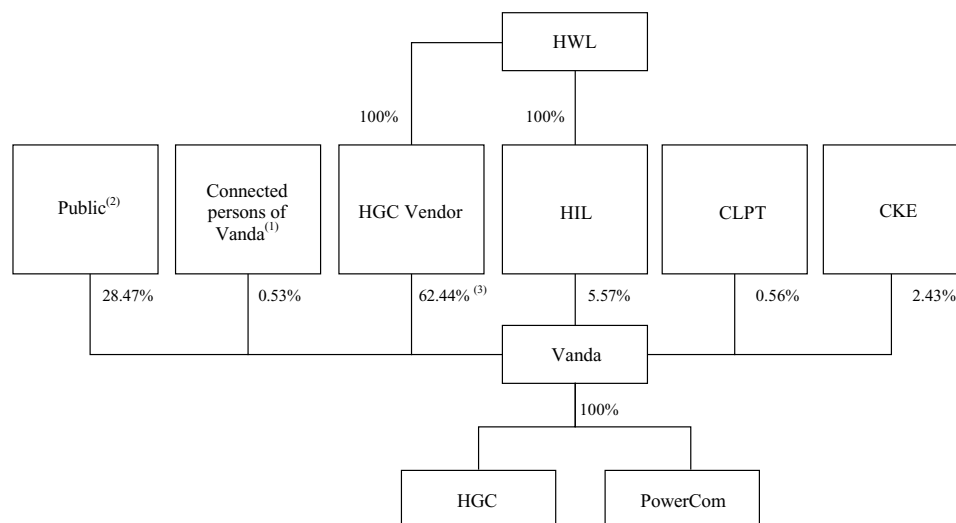 HWL
100%
100%
Public(2)
Connected
persons of
Vanda(1)
HGC Vendor
HIL
CLPT
CKE
28.47%
0.53%
62.44% (3)
5.57%
0.56%
2.43%
Vanda
100%
HGC
PowerCom